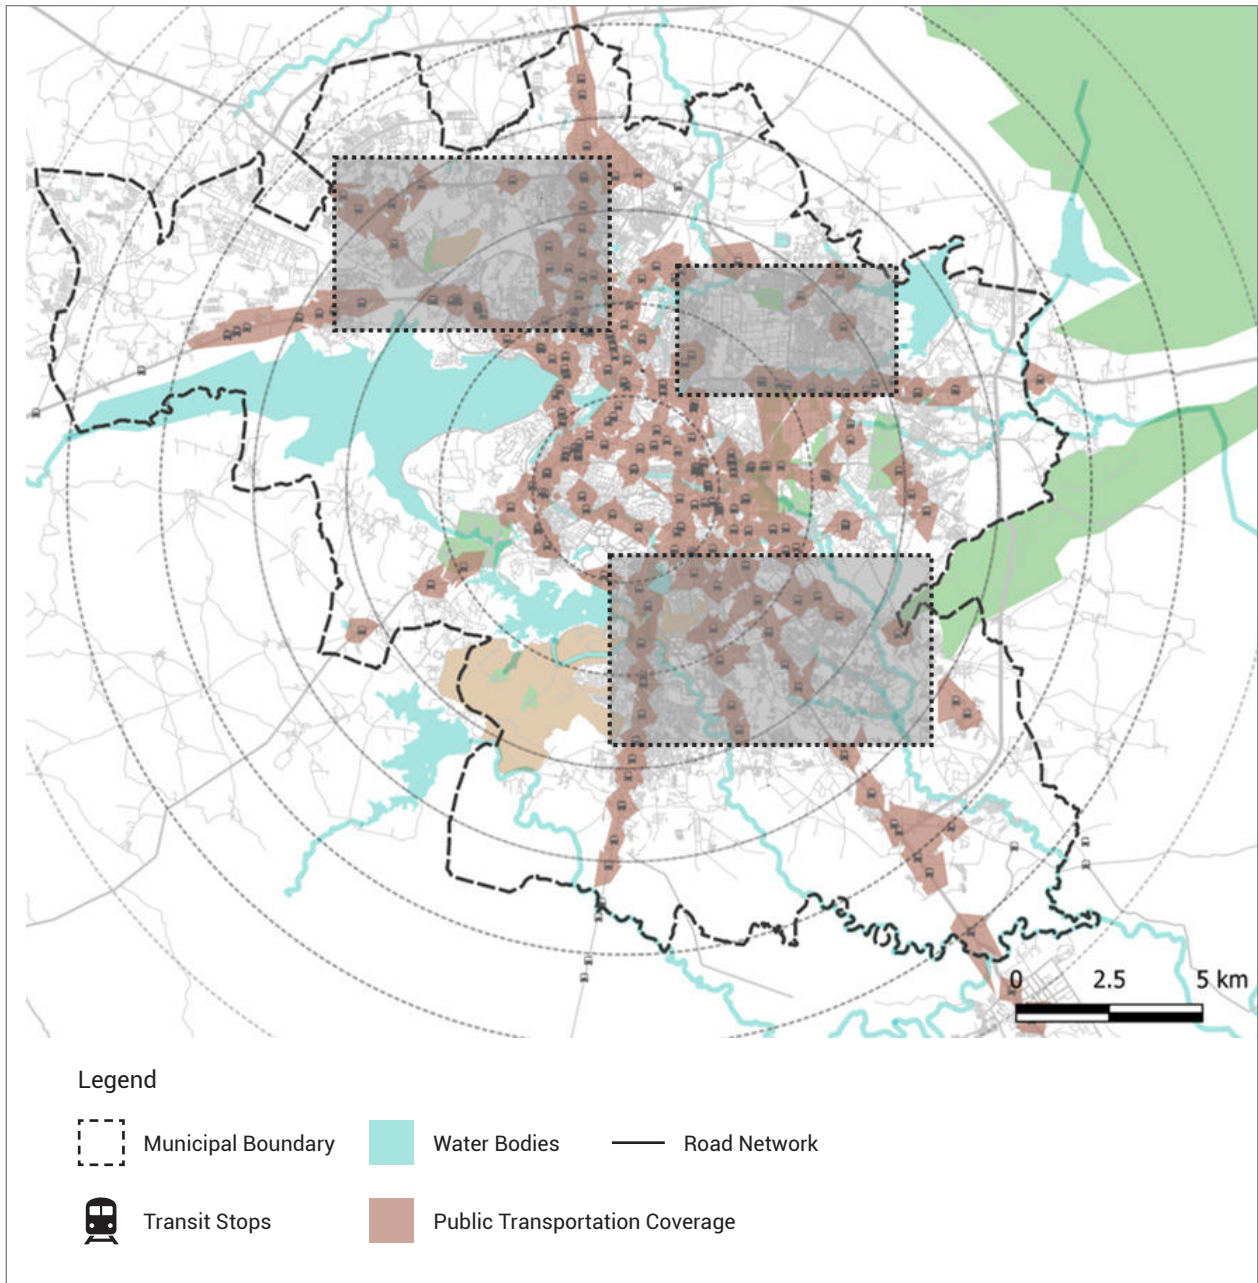 0 2.5 5 km
Legend
Municipal Boundary
Water Bodies
Road Network
Transit Stops
Public Transportation Coverage